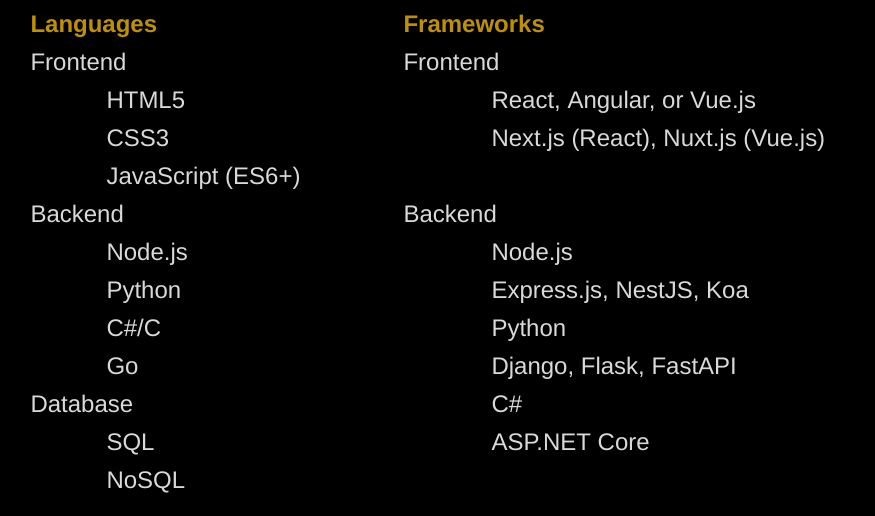 Languages
Frontend
HTML5
CSS3
JavaScript (ES6+)
Backend
Node.js
Python
C#/C
Go
Database
SQL
NoSQL
Frameworks
Frontend
React, Angular, or Vue.js
Next.js (React), Nuxt.js (Vue.js)
Backend
Node.js
Express.js, NestJS, Koa
Python
Django, Flask, FastAPI
C#
ASP.NET Core